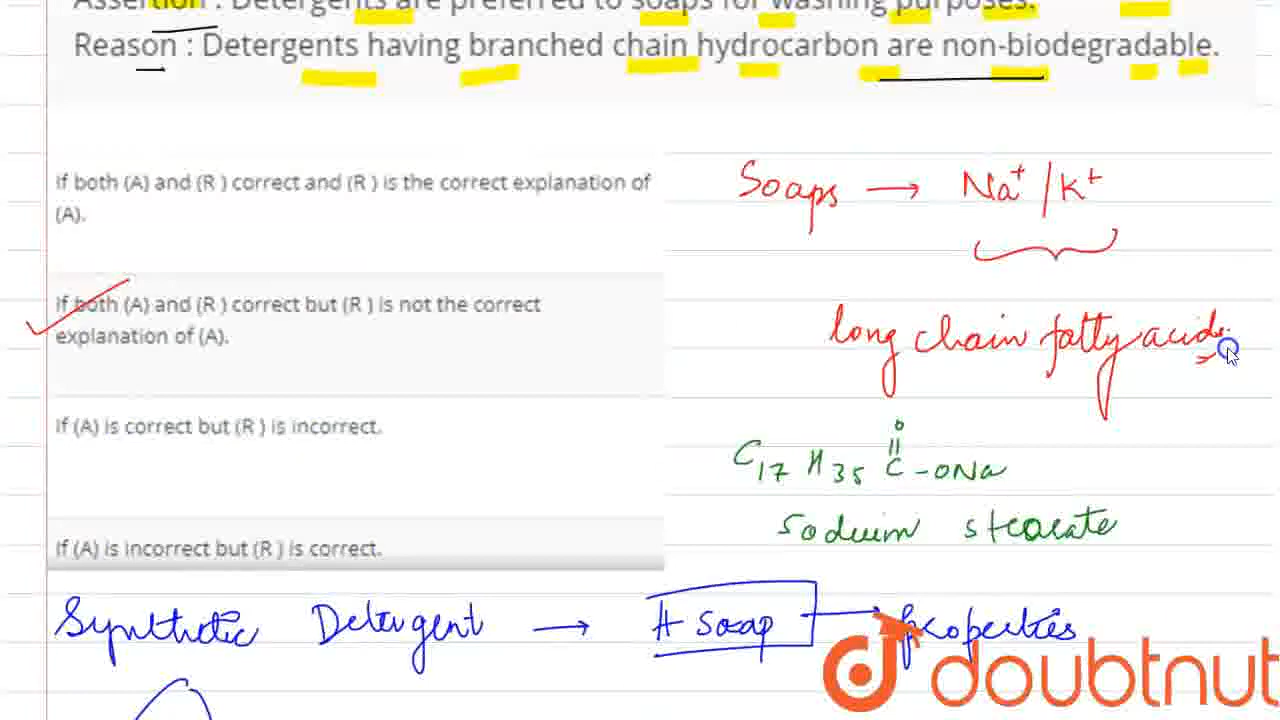 Assertion : Detergents are preferred to soaps for washing purposes.
Reason : Detergents having branched chain hydrocarbon are non-biodegradable.
If both (A) and (R ) correct and (R ) is the correct explanation of
(A).
If both (A) and (R ) correct but (R ) is not the correct
explanation of (A).
If (A) is correct but (R ) is incorrect.
If (A) is incorrect but (R ) is correct.
Soaps → Na+ / K+
long chain fatty acids.
O
C17 H35 C - ONa
Sodium stearate
Synthetic Detergent → # Soap → properties
doubtnut